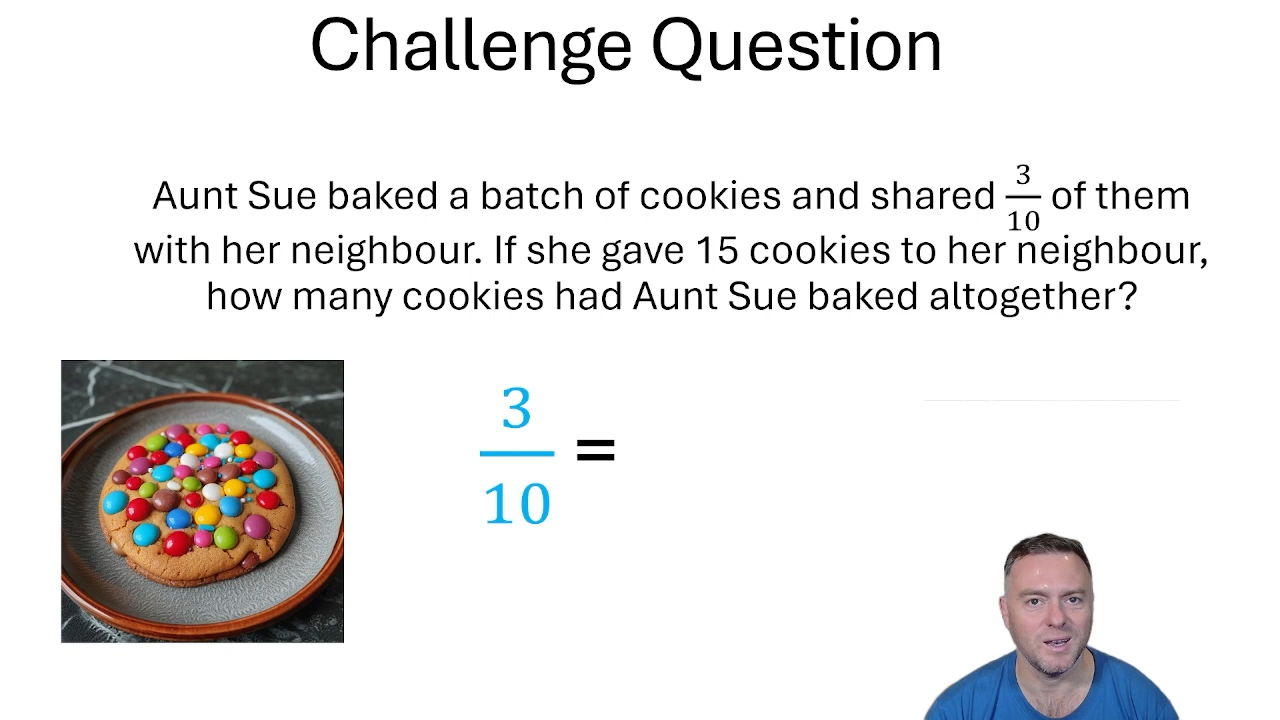 Challenge Question
Aunt Sue baked a batch of cookies and shared 3/10 of them
with her neighbour. If she gave 15 cookies to her neighbour,
how many cookies had Aunt Sue baked altogether?
3/10 =